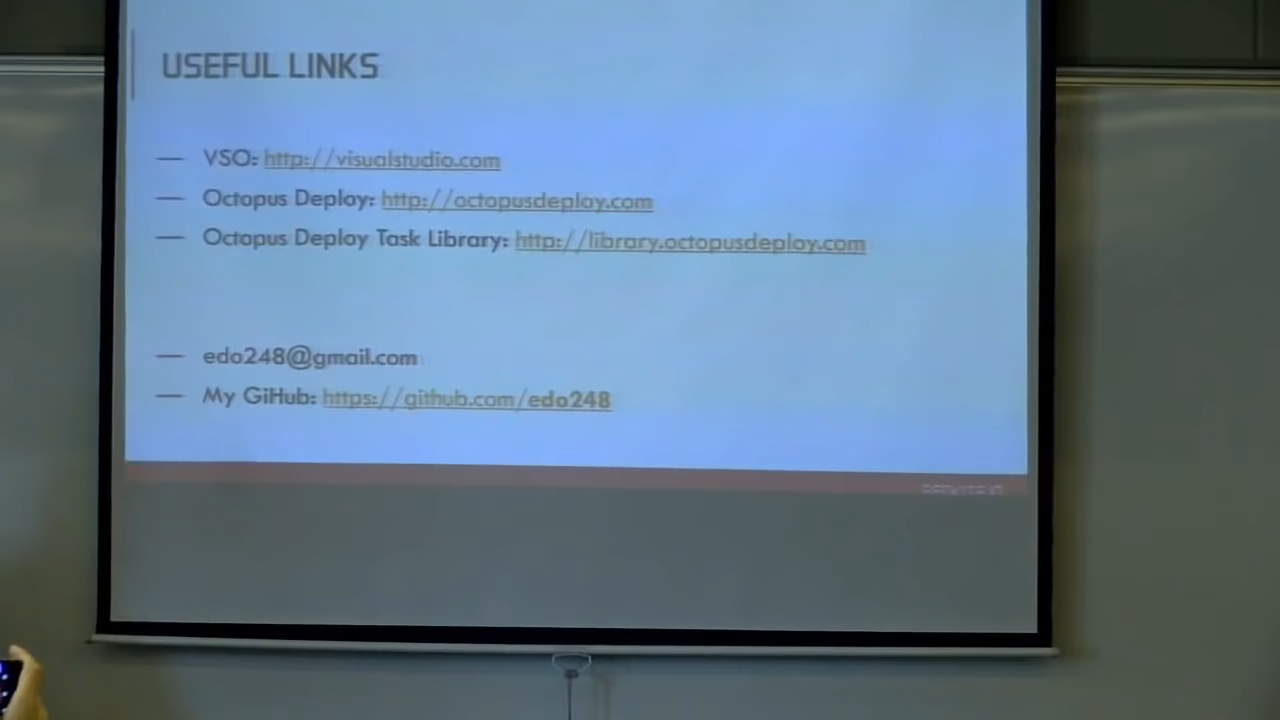 USEFUL LINKS
— VSO: http://visualstudio.com
— Octopus Deploy: http://octopusdeploy.com
— Octopus Deploy Task Library: http://library.octopusdeploy.com
— edo248@gmail.com
— My GiHub: https://github.com/edo248